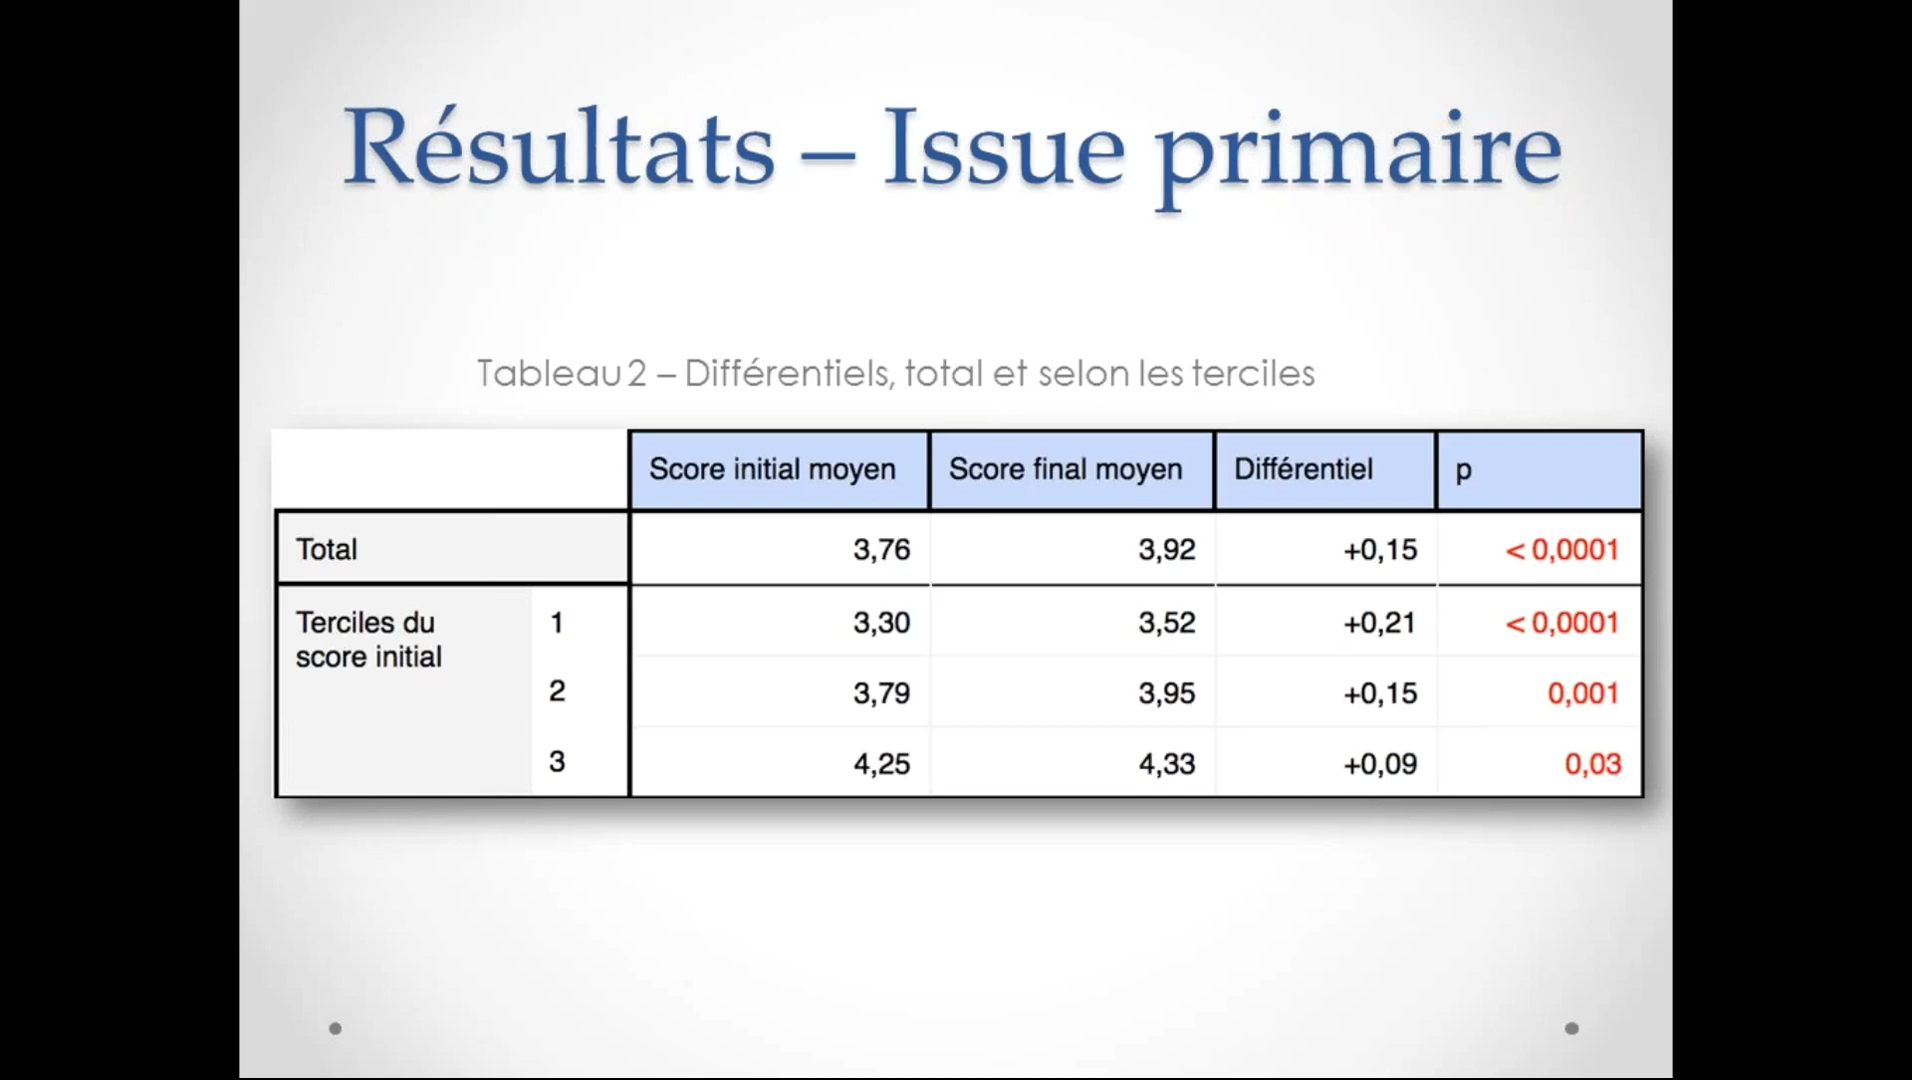 Résultats – Issue primaire
Tableau 2 – Différentiels, total et selon les terciles
Score initial moyen Score final moyen Différentiel p
Total 3,76 3,92 +0,15 < 0,0001
Terciles du score initial 1 3,30 3,52 +0,21 < 0,0001
2 3,79 3,95 +0,15 0,001
3 4,25 4,33 +0,09 0,03